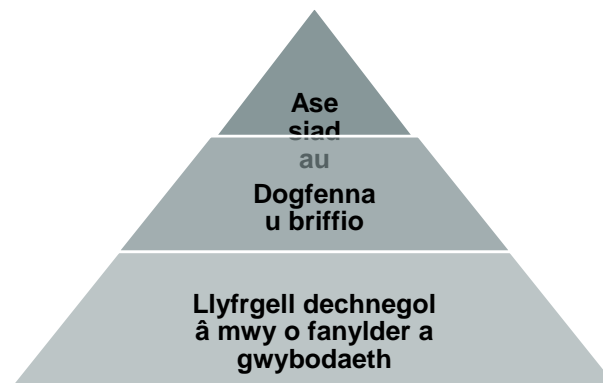 Ase
siad
au
Dogfenna
u briffio
Llyfrgell dechnegol
â mwy o fanylder a
gwybodaeth